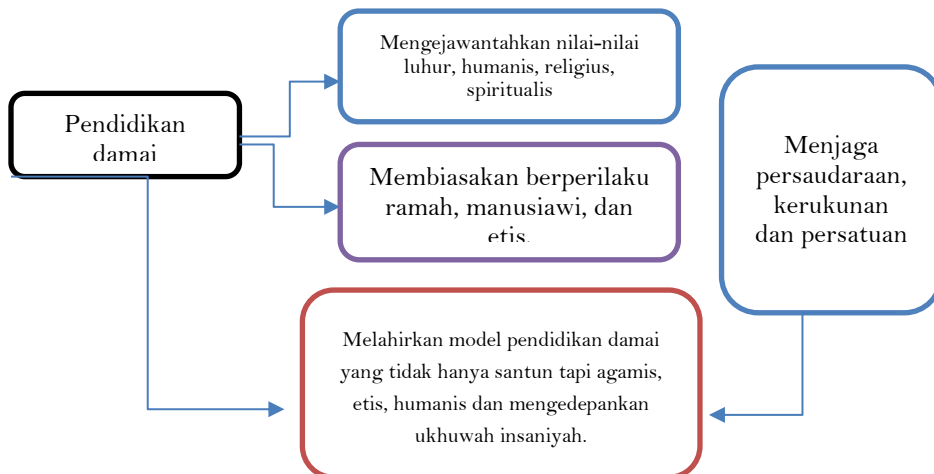 Mengejawantahkan nilai-nilai
luhur, humanis, religius,
spiritualis
Pendidikan
damai
Membiasakan berperilaku
ramah, manusiawi, dan
etis.
Menjaga
persaudaraan,
kerukunan
dan persatuan
Melahirkan model pendidikan damai
yang tidak hanya santun tapi agamis,
etis, humanis dan mengedepankan
ukhuwah insaniyah.